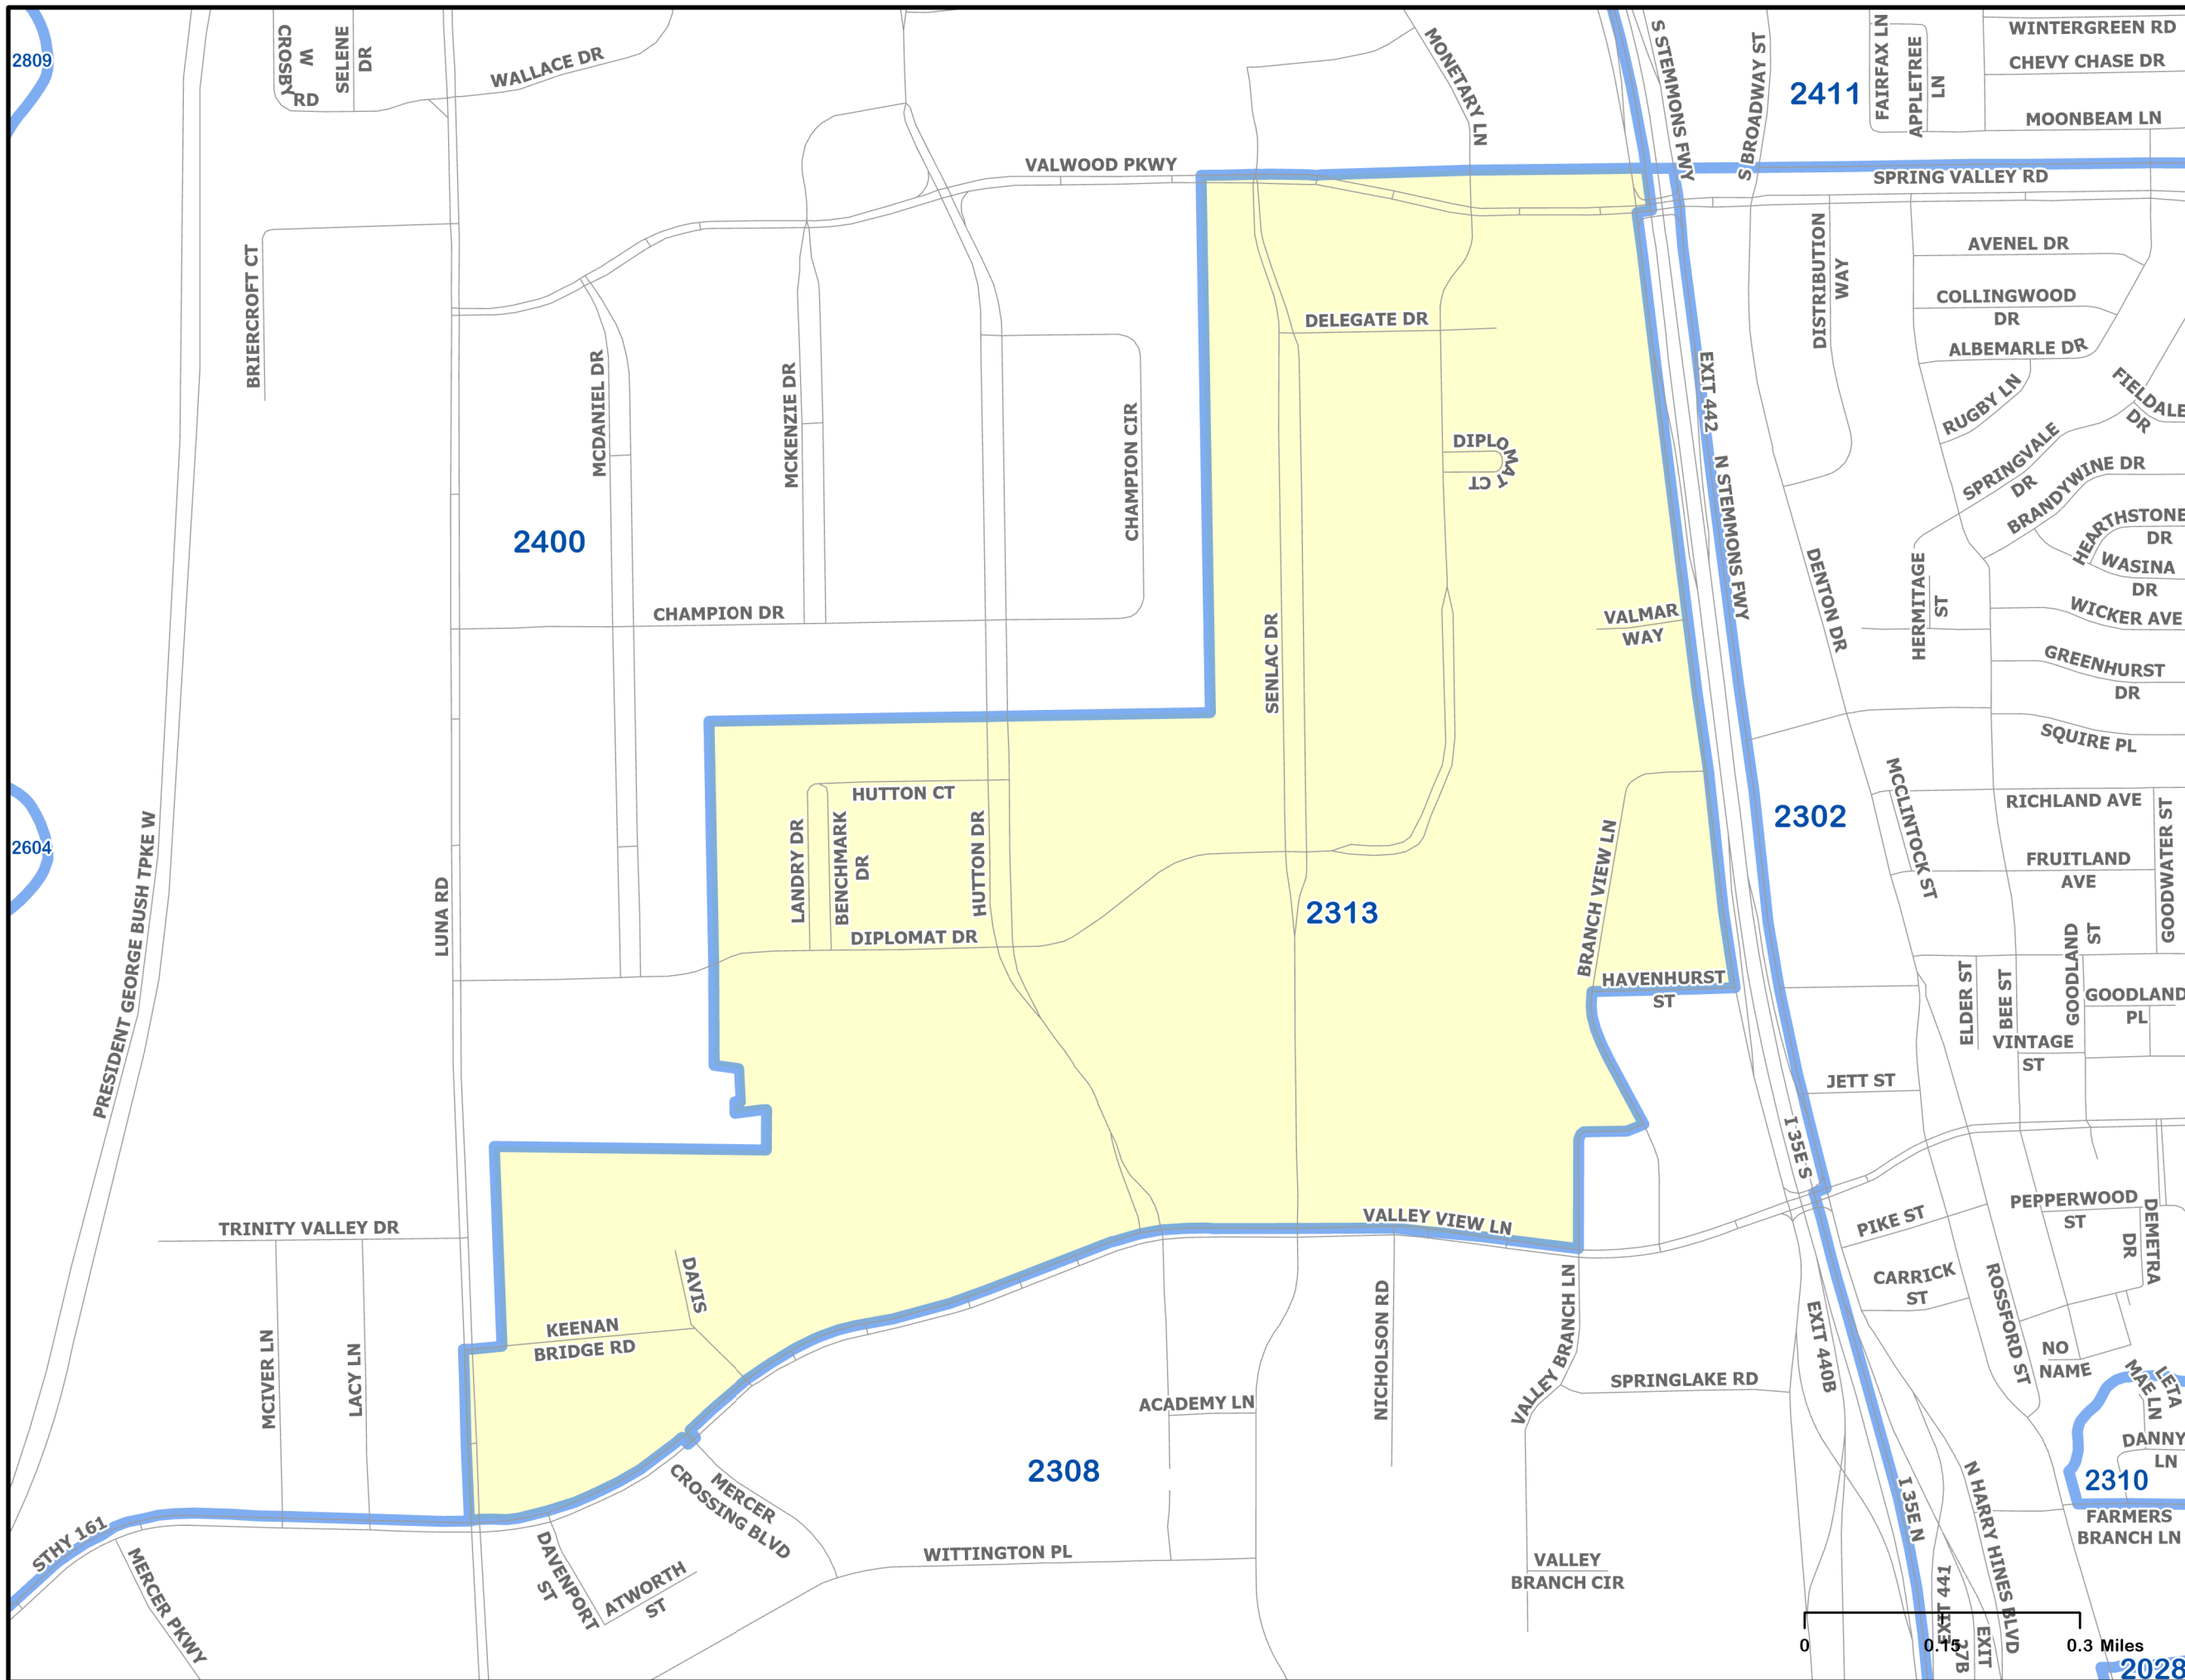 2809
CROSBY
W
RD
SELENE
DR
WALLACE DR
MONETARY LN
S STEMMONS FWY
S BROADWAY ST
2411
FAIRFAX LN
APPLETREE
LN
WINTERGREEN RD
CHEVY CHASE DR
MOONBEAM LN
VALWOOD PKWY
SPRING VALLEY RD
BRIERCROFT CT
MCDANIEL DR
MCKENZIE DR
CHAMPION CIR
DELEGATE DR
DIPLOMAT CT
EXIT 442
N STEMMONS FWY
DISTRIBUTION
WAY
AVENEL DR
COLLINGWOOD
DR
ALBEMARLE DR
RUGBY LN
FIELDALE
DR
SPRINGVALE
DR
BRANDYWINE DR
HEARTHSTONE
DR
WASINA
DR
WICKER AVE
2400
CHAMPION DR
SENLAC DR
VALMAR
WAY
DENTON DR
HERMITAGE
ST
GREENHURST
DR
SQUIRE PL
2604
PRESIDENT GEORGE BUSH TPKE W
LUNA RD
HUTTON CT
LANDRY DR
BENCHMARK
DR
HUTTON DR
DIPLOMAT DR
2313
BRANCH VIEW LN
HAVENHURST
ST
2302
MCCLINTOCK ST
RICHLAND AVE
FRUITLAND
AVE
GOODWATER ST
ELDER ST
BEE ST
GOODLAND
ST
GOODLAND
PL
VINTAGE
ST
JETT ST
I 35E S
TRINITY VALLEY DR
VALLEY VIEW LN
PIKE ST
PEPPERWOOD
ST
DEMETRA
DR
CARRICK
ST
ROSSFORD ST
DAVIS
KEENAN
BRIDGE RD
MCIVER LN
LACY LN
NICHOLSON RD
VALLEY BRANCH LN
SPRINGLAKE RD
EXIT 440B
NO
NAME
LETA
MAE LN
DANNY
LN
ACADEMY LN
2308
2310
FARMERS
BRANCH LN
MERCER
CROSSING BLVD
STHY 161
MERCER PKWY
DAVENPORT
ST
ATWORTH
ST
WITTINGTON PL
VALLEY
BRANCH CIR
I 35E N
N HARRY HINES BLVD
EXIT 441
EXIT
27B
0
0.15
0.3 Miles
2028